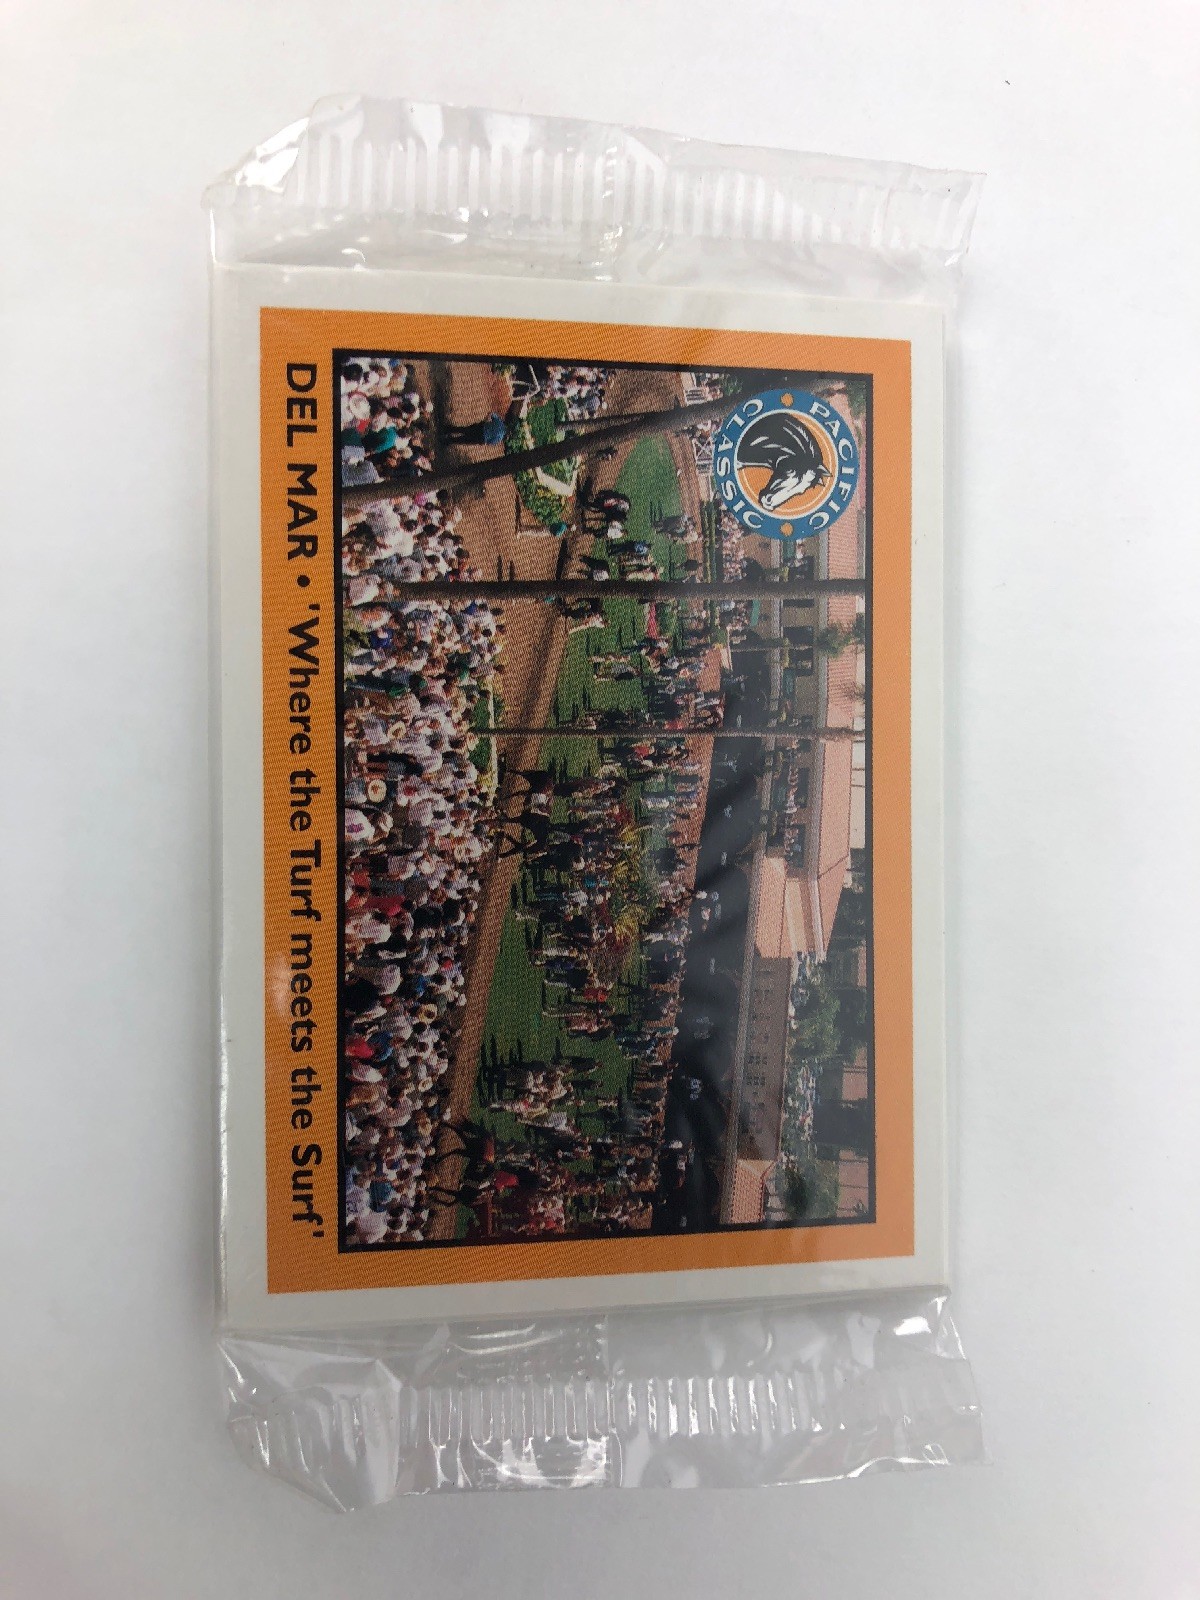 PACIFIC
CLASSIC
DEL MAR • 'Where the Turf meets the Surf'